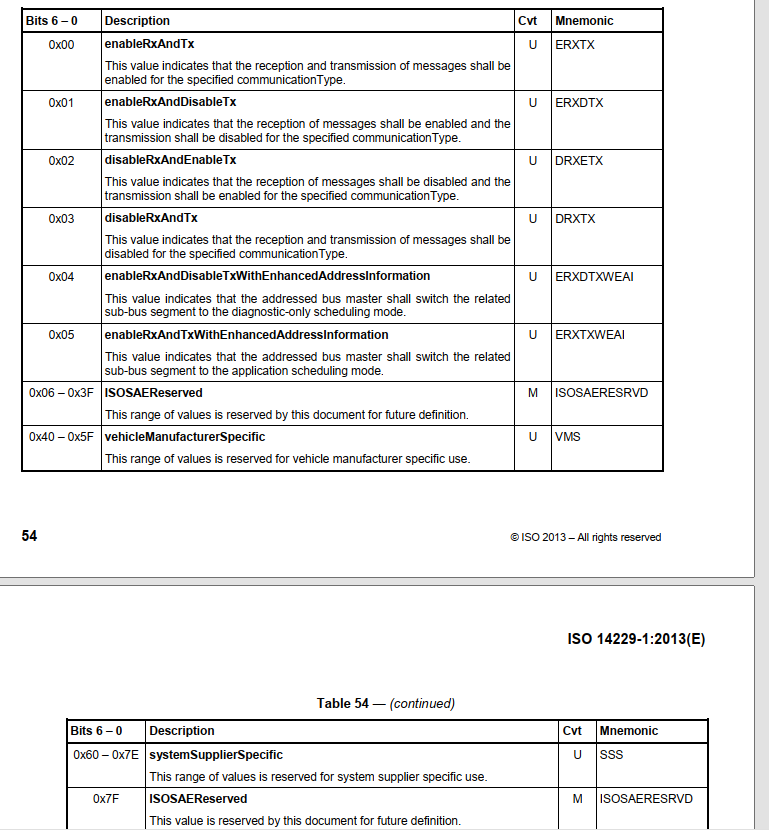 Bits 6 – 0 Description Cvt Mnemonic
0x00 enableRxAndTx U ERXTX
This value indicates that the reception and transmission of messages shall be
enabled for the specified communicationType.
0x01 enableRxAndDisableTx U ERXDTX
This value indicates that the reception of messages shall be enabled and the
transmission shall be disabled for the specified communicationType.
0x02 disableRxAndEnableTx U DRXETX
This value indicates that the reception of messages shall be disabled and the
transmission shall be enabled for the specified communicationType.
0x03 disableRxAndTx U DRXTX
This value indicates that the reception and transmission of messages shall be
disabled for the specified communicationType.
0x04 enableRxAndDisableTxWithEnhancedAddressInformation U ERXDTXWEAI
This value indicates that the addressed bus master shall switch the related
sub-bus segment to the diagnostic-only scheduling mode.
0x05 enableRxAndTxWithEnhancedAddressInformation U ERXTXWEAI
This value indicates that the addressed bus master shall switch the related
sub-bus segment to the application scheduling mode.
0x06 – 0x3F ISOSAEReserved M ISOSAERESRVD
This range of values is reserved by this document for future definition.
0x40 – 0x5F vehicleManufacturerSpecific U VMS
This range of values is reserved for vehicle manufacturer specific use.
54 © ISO 2013 – All rights reserved
ISO 14229-1:2013(E)
Table 54 — (continued)
Bits 6 – 0 Description Cvt Mnemonic
0x60 – 0x7E systemSupplierSpecific U SSS
This range of values is reserved for system supplier specific use.
0x7F ISOSAEReserved M ISOSAERESRVD
This value is reserved by this document for future definition.